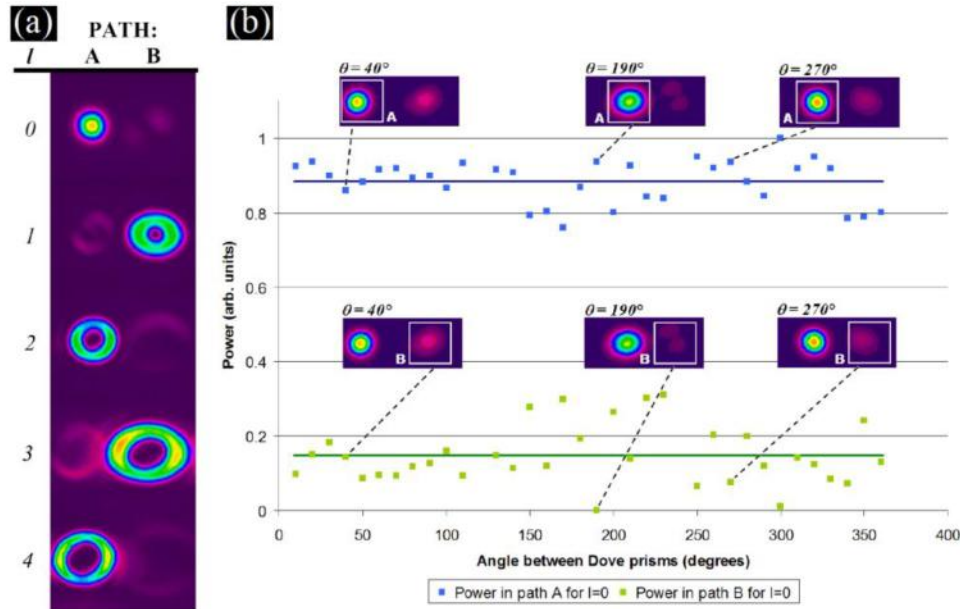 (a)
PATH:
l A B
0
1
2
3
4
(b)
θ = 40° θ = 190° θ = 270°
A A A
1
0.8
0.6
θ = 40° θ = 190° θ = 270°
B B B
0.4
0.2
0
0 50 100 150 200 250 300 350 400
Power (arb. units)
Angle between Dove prisms (degrees)
Power in path A for l=0 Power in path B for l=0